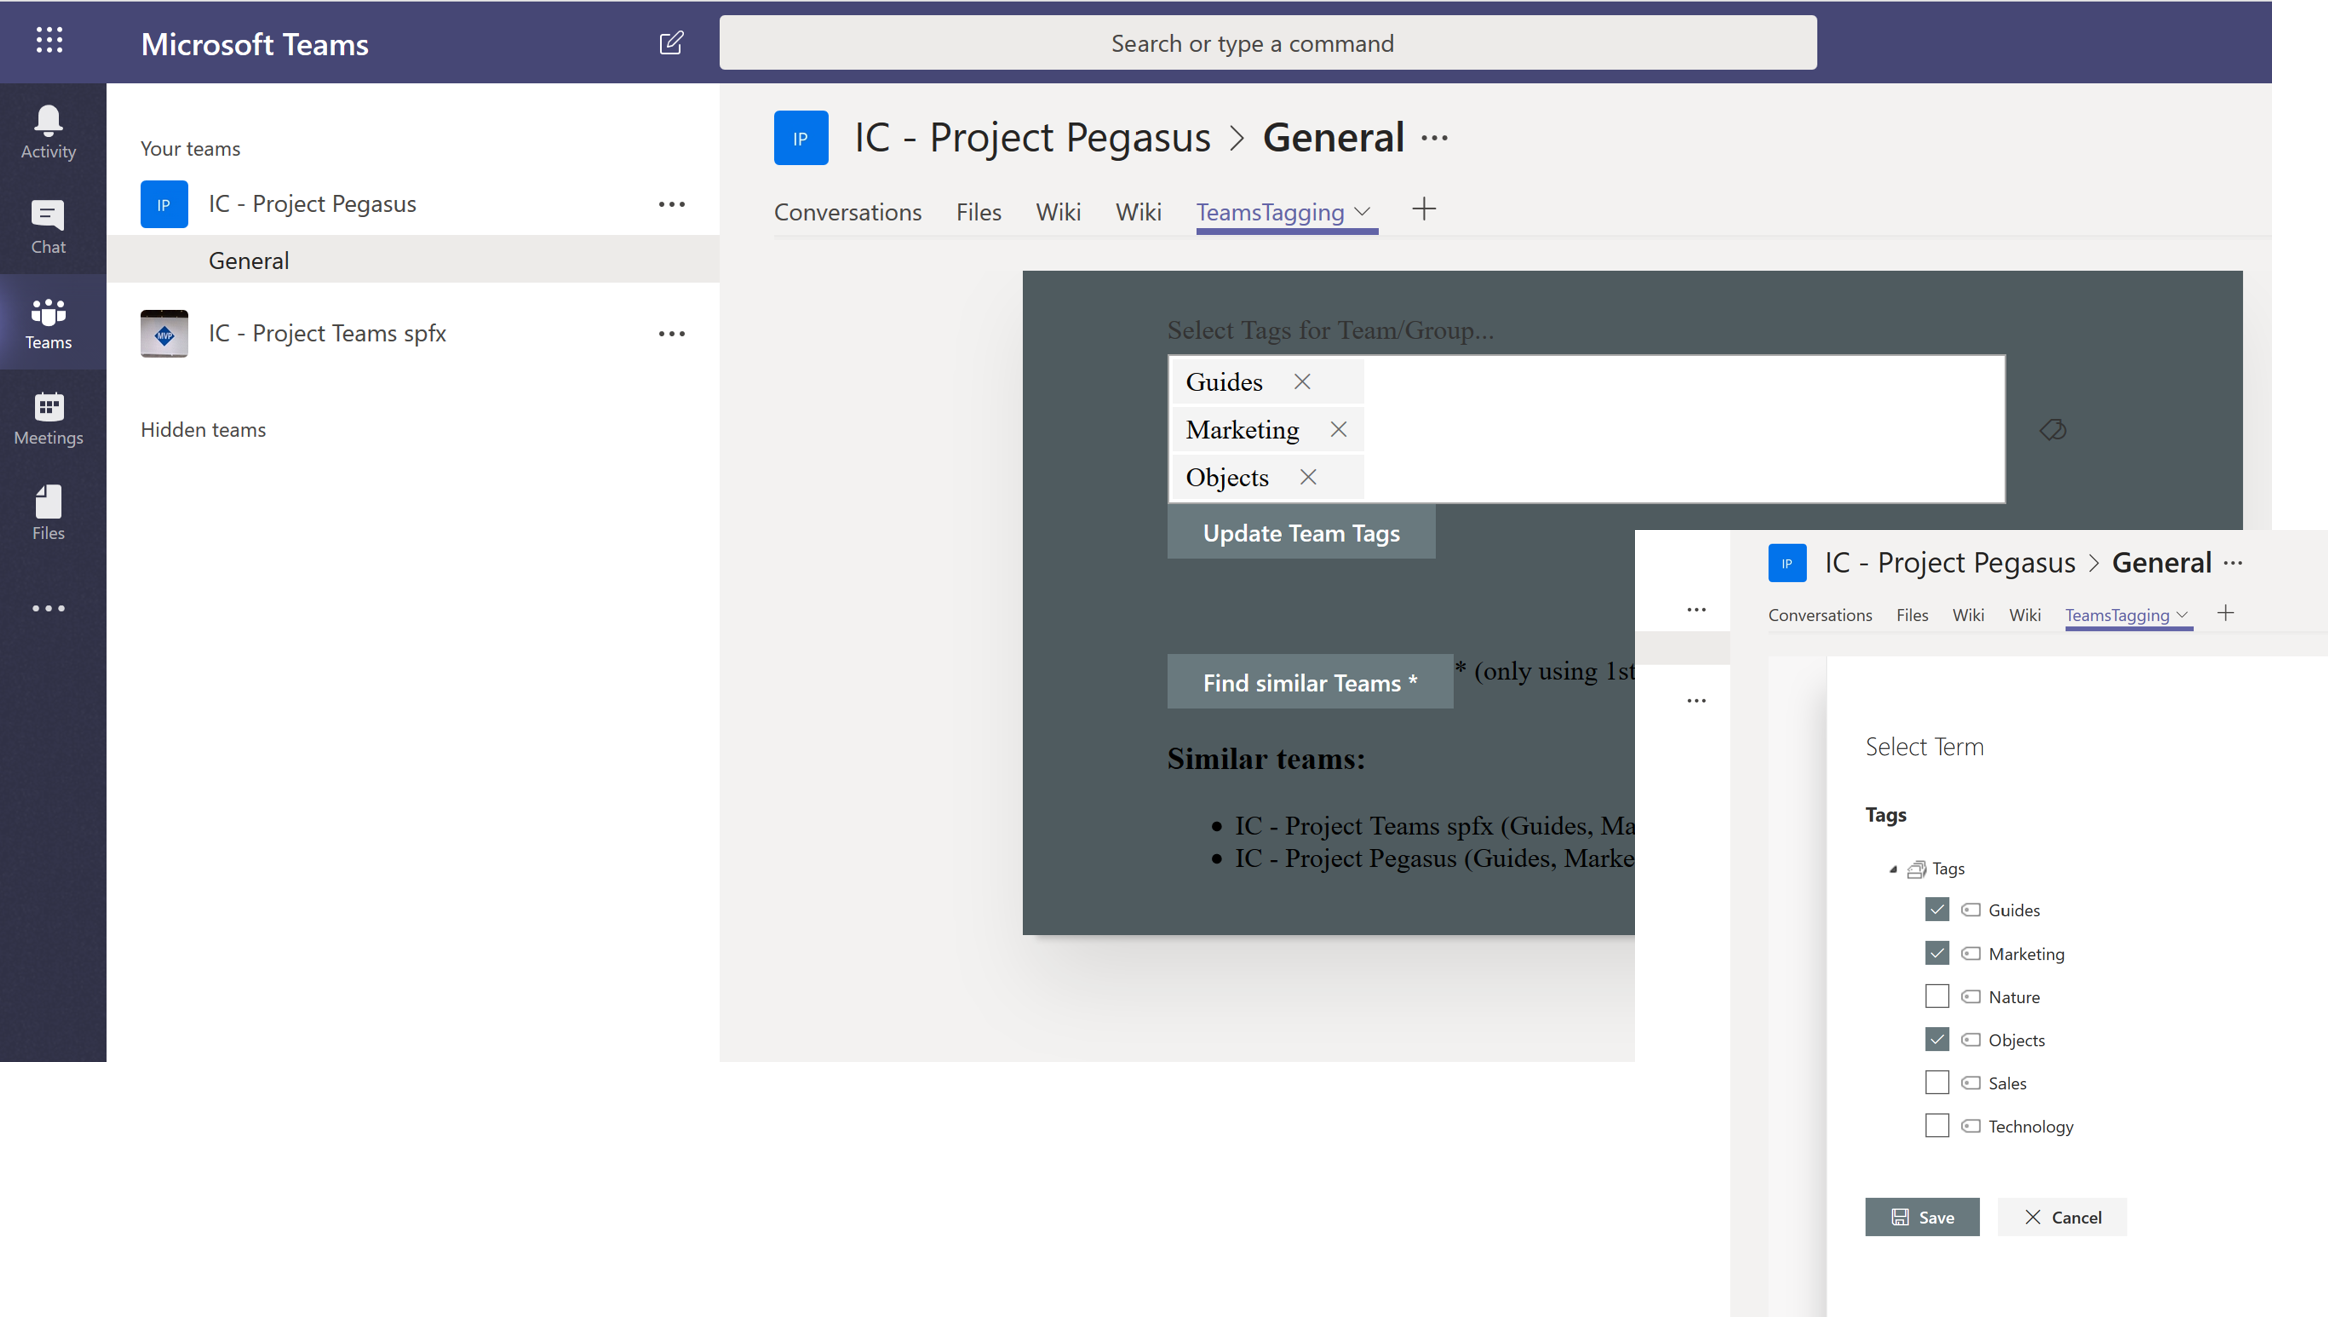 Microsoft Teams
Search or type a command
Activity
Chat
Teams
Meetings
Files
Your teams
IP IC - Project Pegasus
General
MVP IC - Project Teams spfx
Hidden teams
IP IC - Project Pegasus > General
Conversations Files Wiki Wiki TeamsTagging
Select Tags for Team/Group...
Guides
Marketing
Objects
Update Team Tags
Find similar Teams * * (only using 1st
Similar teams:
IC - Project Teams spfx (Guides, Ma
IC - Project Pegasus (Guides, Marke
IP IC - Project Pegasus > General
Conversations Files Wiki Wiki TeamsTagging
Select Term
Tags
Tags
Guides
Marketing
Nature
Objects
Sales
Technology
Save Cancel